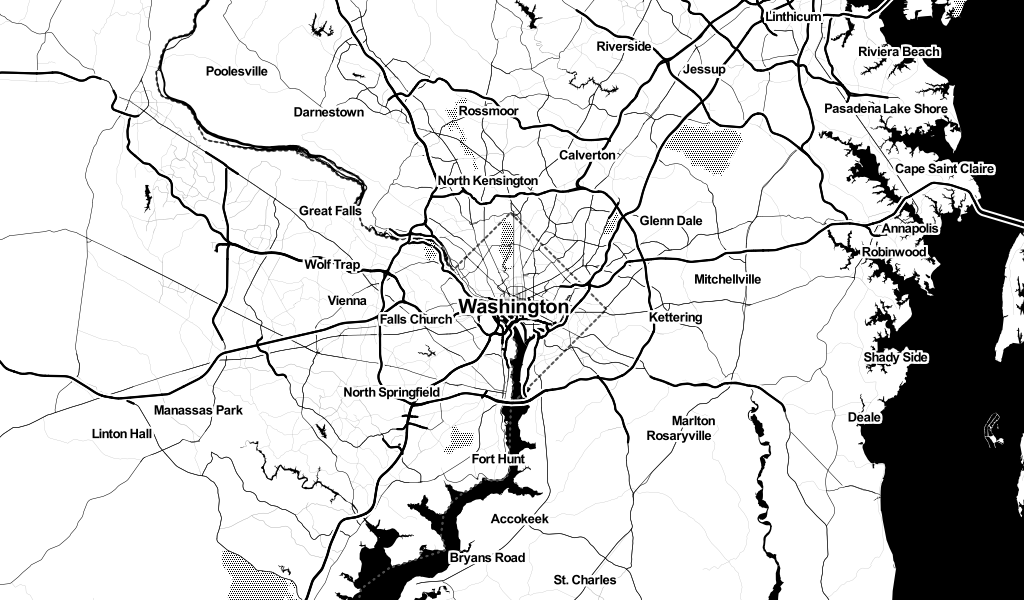 Linthicum
Riverside
Riviera Beach
Poolesville
Jessup
Darnestown
Rossmoor
Pasadena
Lake Shore
Calverton
Cape Saint Claire
North Kensington
Great Falls
Glenn Dale
Annapolis
Robinwood
Wolf Trap
Mitchellville
Vienna
Washington
Falls Church
Kettering
Shady Side
North Springfield
Manassas Park
Deale
Marlton
Linton Hall
Rosaryville
Fort Hunt
Accokeek
Bryans Road
St. Charles